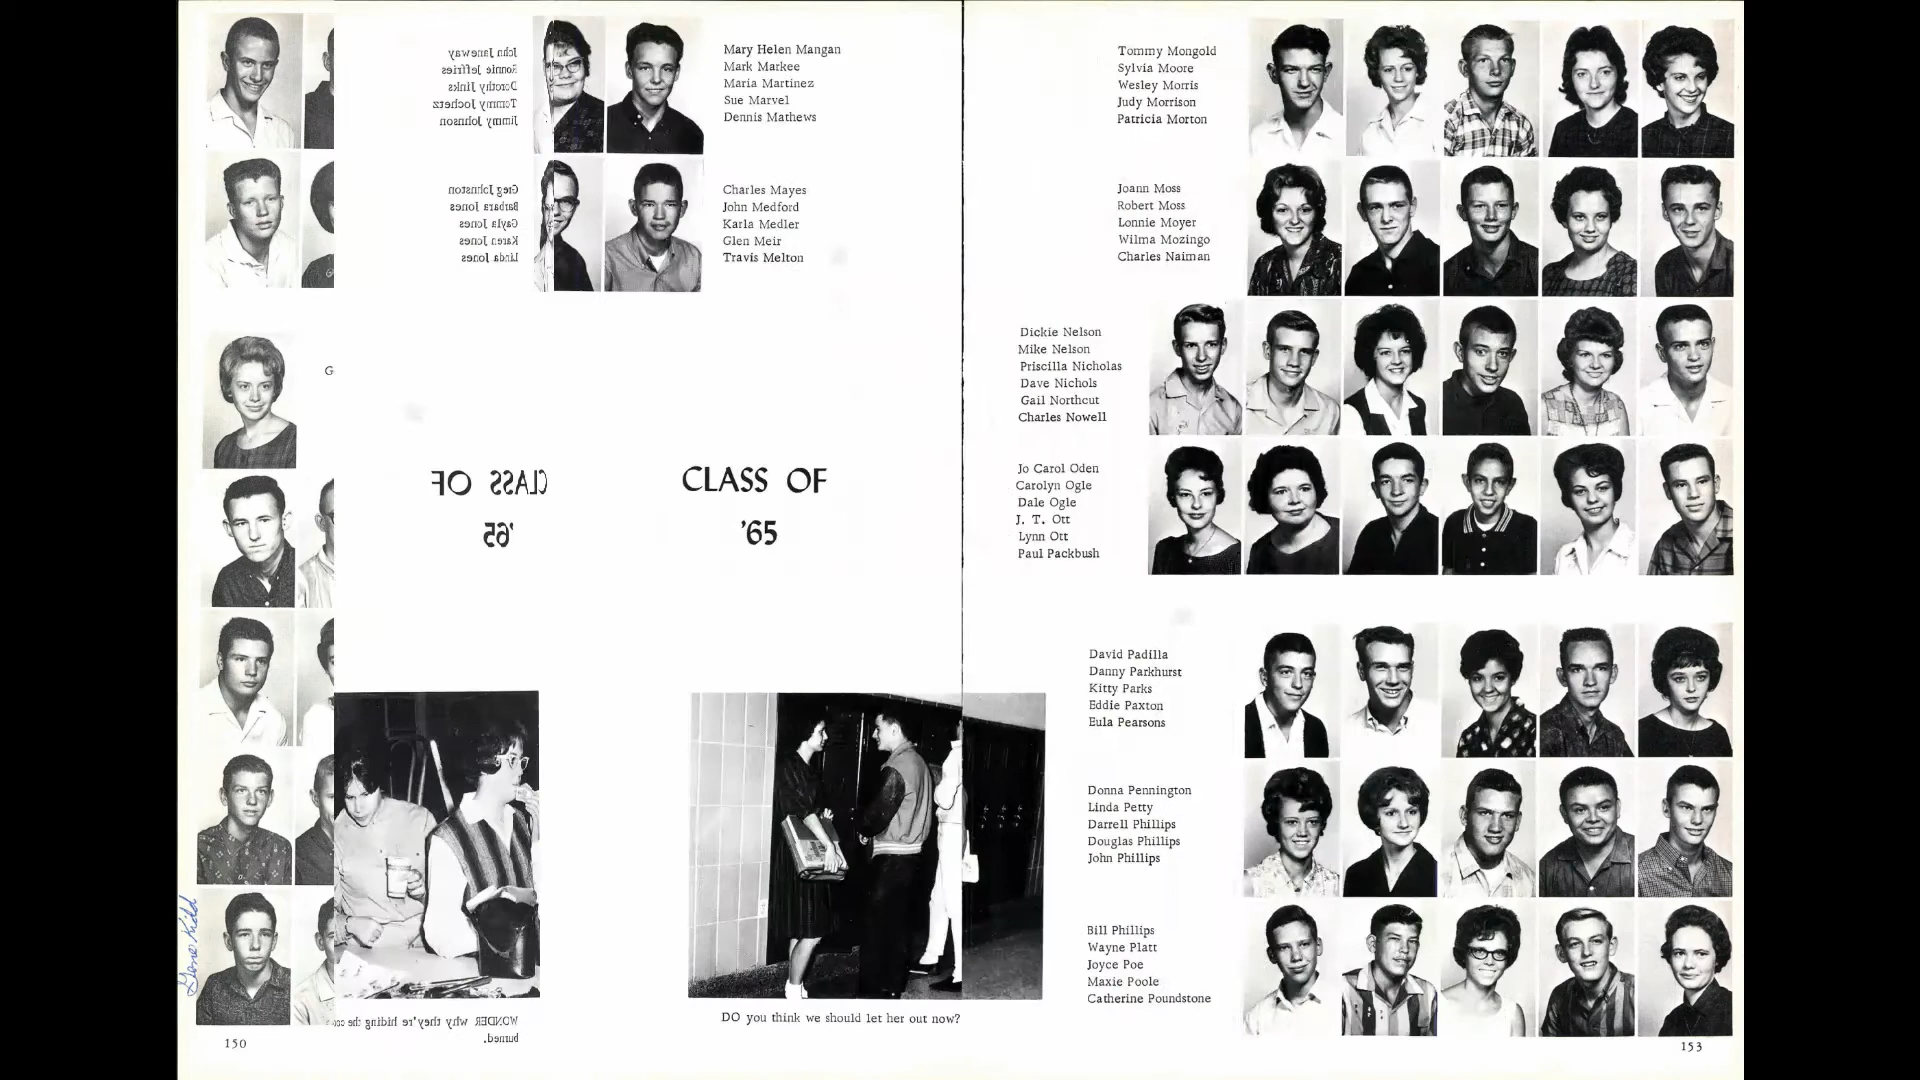 John Janeway
Ronnie Jeffries
Dorothy Jinks
Tommy Jochetz
Jimmy Johnson
Greg Johnston
Barbara Jones
Gayla Jones
Karen Jones
Linda Jones
G
CLASS OF
'65
WONDER why they're hiding the
burned.
Gene Kidd
150
Mary Helen Mangan
Mark Markee
Maria Martinez
Sue Marvel
Dennis Mathews
Charles Mayes
John Medford
Karla Medler
Glen Meir
Travis Melton
CLASS OF
'65
DO you think we should let her out now?
Tommy Mongold
Sylvia Moore
Wesley Morris
Judy Morrison
Patricia Morton
Joann Moss
Robert Moss
Lonnie Moyer
Wilma Mozingo
Charles Naiman
Dickie Nelson
Mike Nelson
Priscilla Nicholas
Dave Nichols
Gail Northcut
Charles Nowell
Jo Carol Oden
Carolyn Ogle
Dale Ogle
J. T. Ott
Lynn Ott
Paul Packbush
David Padilla
Danny Parkhurst
Kitty Parks
Eddie Paxton
Eula Pearsons
Donna Pennington
Linda Petty
Darrell Phillips
Douglas Phillips
John Phillips
Bill Phillips
Wayne Platt
Joyce Poe
Maxie Poole
Catherine Poundstone
153